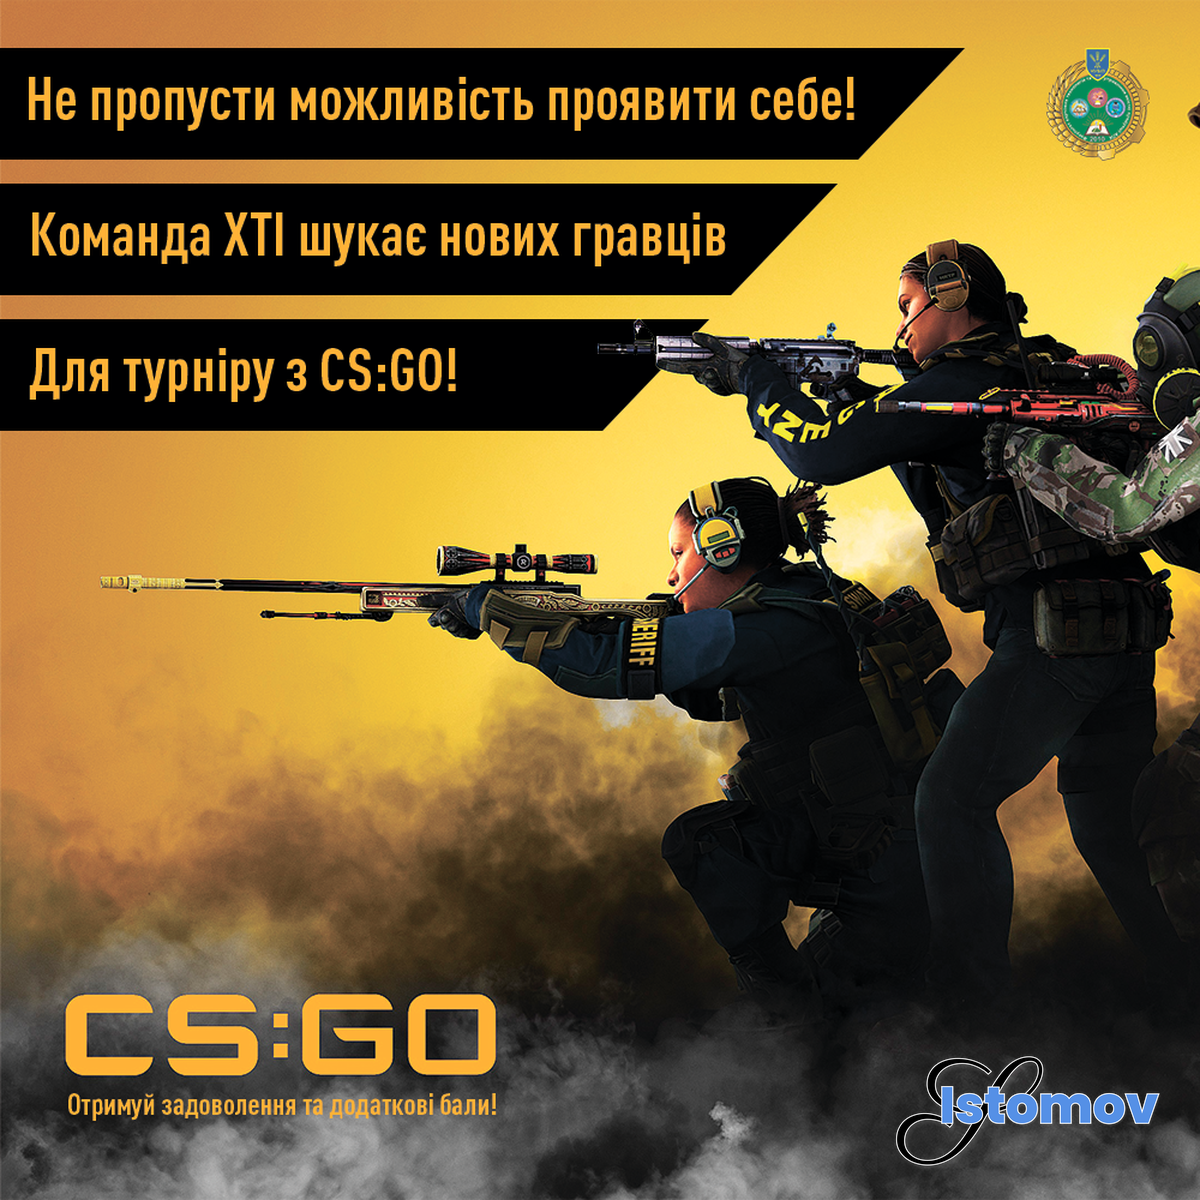 Не пропусти можливість проявити себе!
Команда ХТІ шукає нових гравців
Для турніру з CS:GO!
SHERIFF
CS:GO
Отримуй задоволення та додаткові бали!
Istomov